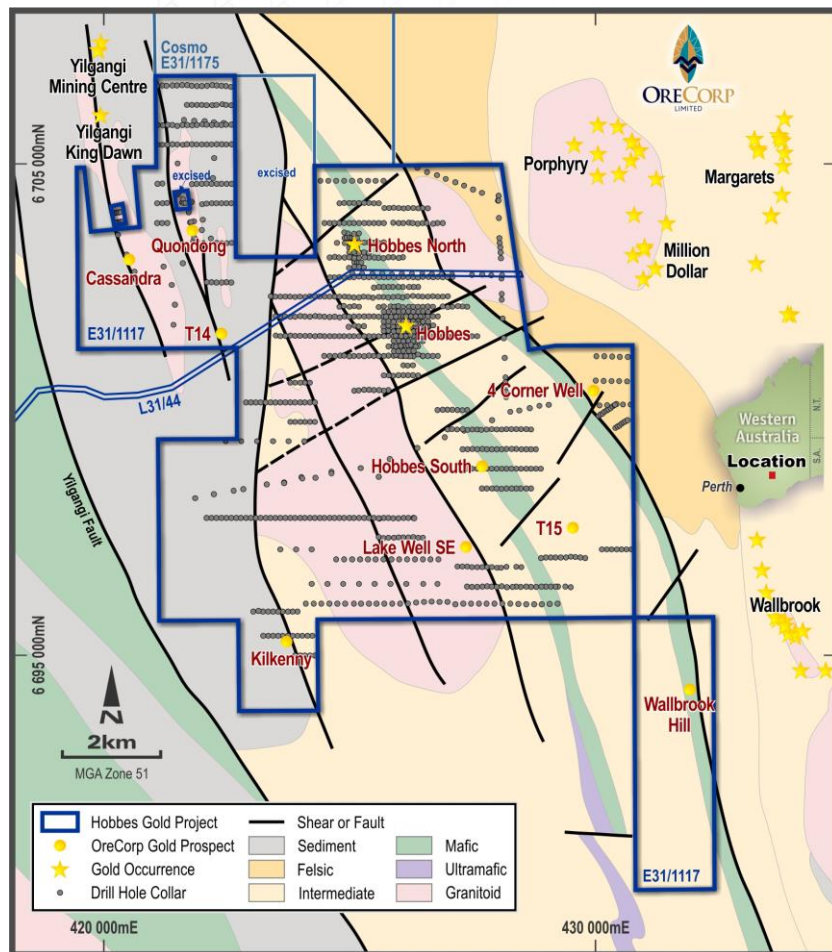 Yilgangi
Mining Centre
Yilgangi
King Dawn
Cosmo
E31/1175
ORECORP
LIMITED
6 705 000mN
excised
excised
Porphyry
Margarets
Quondong
Hobbes North
Million
Dollar
Cassandra
E31/1117
T14
Hobbes
L31/44
4 Corner Well
Western
Australia
N.T.
S.A.
Location
Perth
Hobbes South
Yilgangi Fault
T15
Lake Well SE
Wallbrook
6 695 000mN
Kilkenny
Wallbrook
Hill
N
2km
MGA Zone 51
Hobbes Gold Project
OreCorp Gold Prospect
Gold Occurrence
Drill Hole Collar
Shear or Fault
Sediment
Felsic
Intermediate
Mafic
Ultramafic
Granitoid
E31/1117
420 000mE
430 000mE